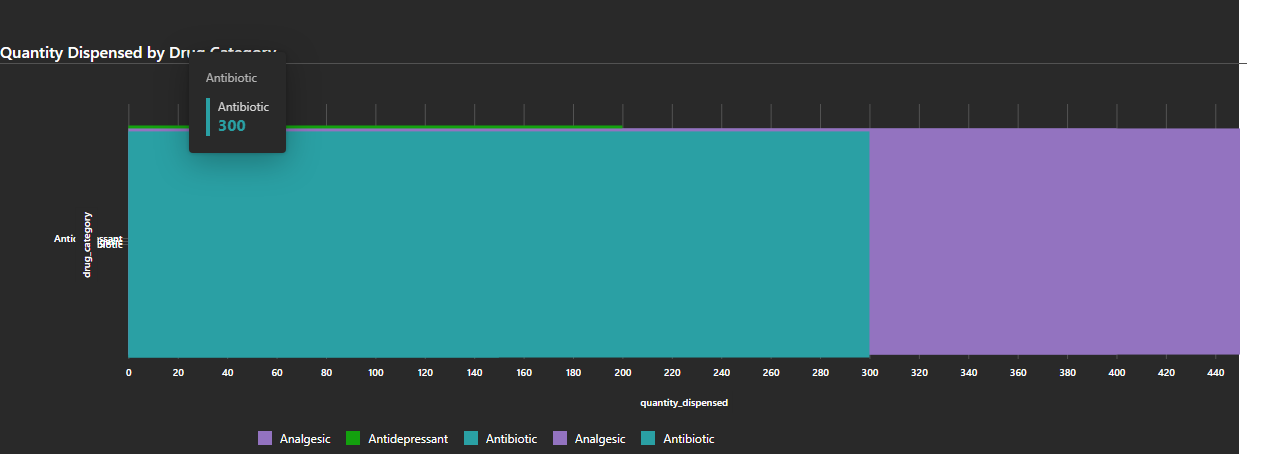 Quantity Dispensed by Drug Category
Antibiotic
Antibiotic
300
drug_category
0 20 40 60 80 100 120 140 160 180 200 220 240 260 280 300 320 340 360 380 400 420 440
quantity_dispensed
Analgesic Antidepressant Antibiotic Analgesic Antibiotic